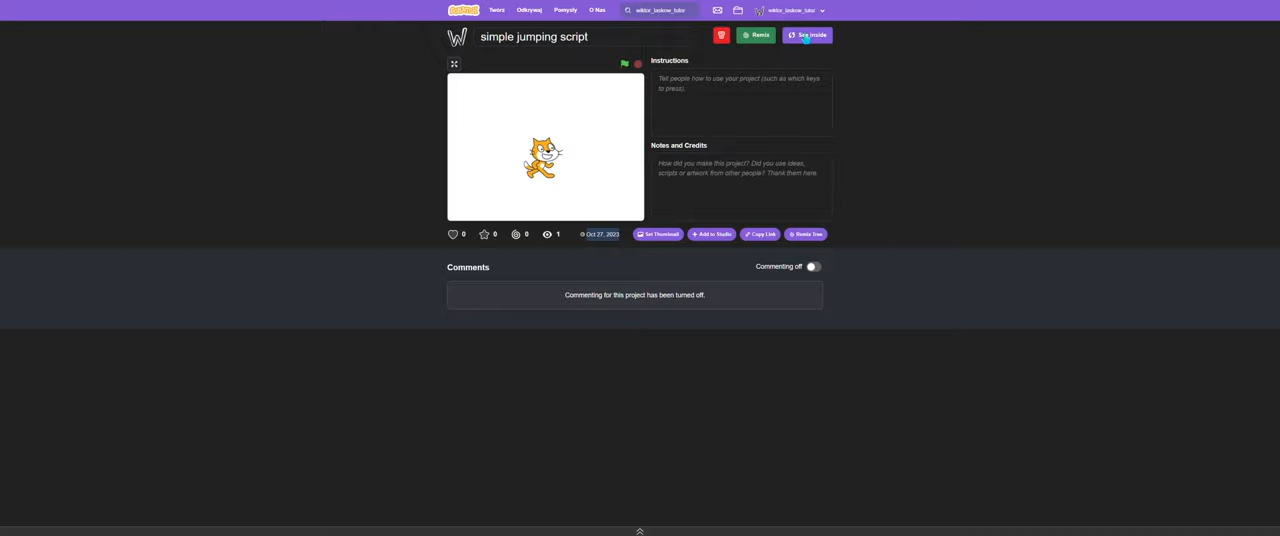 SCRATCH Twórz Odkrywaj Pomysły O Nas wiktor_laskow_tutor wiktor_laskow_tutor
simple jumping script
Remix See inside
Instructions
Tell people how to use your project (such as which keys to press).
Notes and Credits
How did you make this project? Did you use ideas, scripts or artwork from other people? Thank them here.
0 0 0 1 Oct 27, 2023 Set Thumbnail Add to Studio Copy Link Remix Tree
Comments Commenting off
Commenting for this project has been turned off.